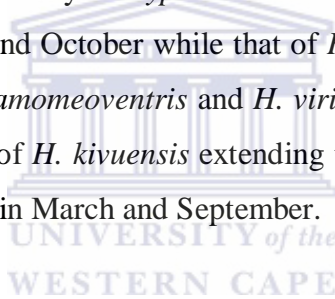 nd October while that of
amomeoventris and H. viri
of H. kivuensis extending
in March and September.
UNIVERSITY of the
WESTERN CAPE